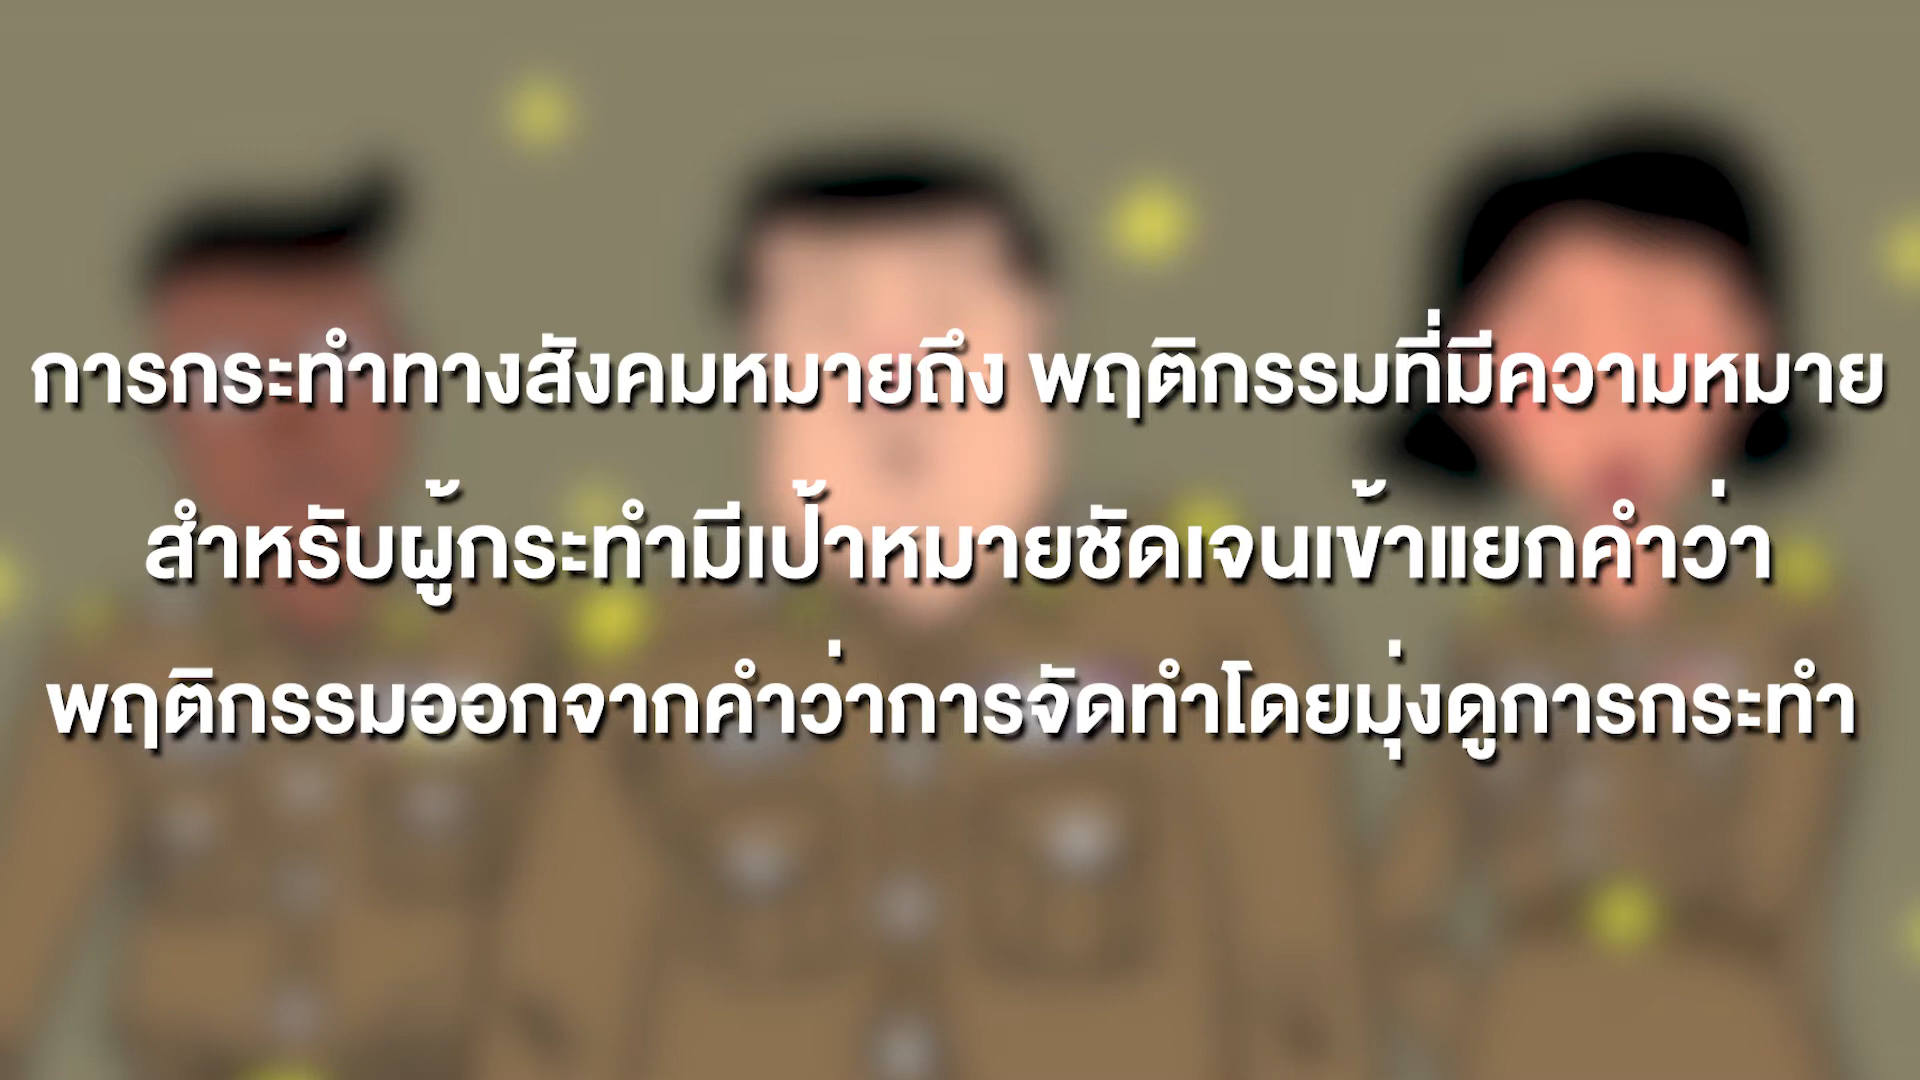 การกระทำทางสังคมหมายถึง พฤติกรรมที่มีความหมาย
สำหรับผู้กระทำมีเป้าหมายชัดเจนเข้าแยกคำว่า
พฤติกรรมออกจากคำว่าการจัดทำโดยมุ่งดูการกระทำ